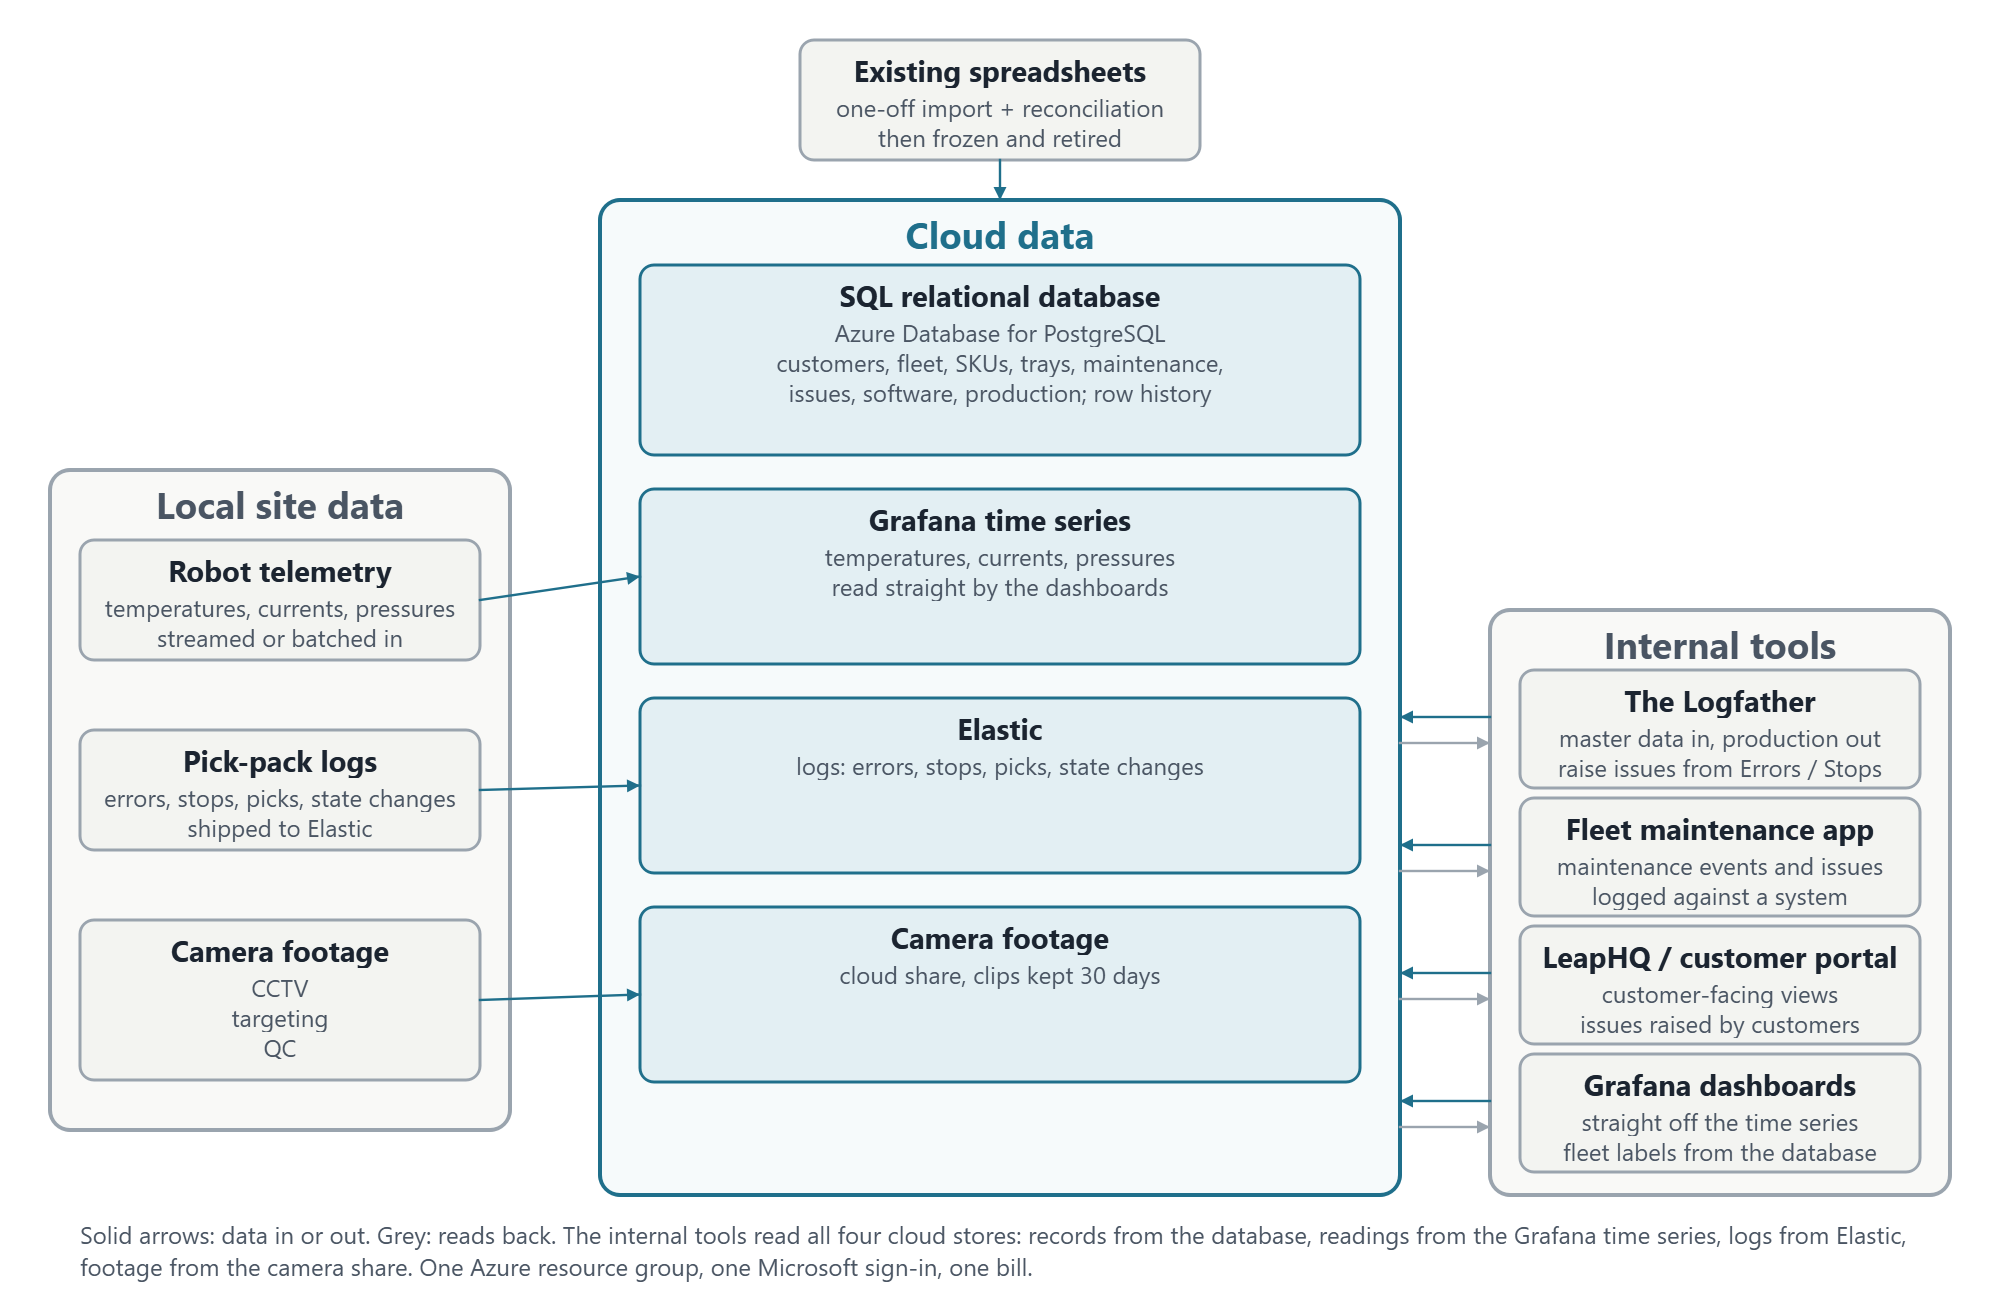 Existing spreadsheets
one-off import + reconciliation
then frozen and retired
Cloud data
SQL relational database
Azure Database for PostgreSQL
customers, fleet, SKUs, trays, maintenance,
issues, software, production; row history
Grafana time series
temperatures, currents, pressures
read straight by the dashboards
Elastic
logs: errors, stops, picks, state changes
Camera footage
cloud share, clips kept 30 days
Local site data
Robot telemetry
temperatures, currents, pressures
streamed or batched in
Pick-pack logs
errors, stops, picks, state changes
shipped to Elastic
Camera footage
CCTV
targeting
QC
Internal tools
The Logfather
master data in, production out
raise issues from Errors / Stops
Fleet maintenance app
maintenance events and issues
logged against a system
LeapHQ / customer portal
customer-facing views
issues raised by customers
Grafana dashboards
straight off the time series
fleet labels from the database
Solid arrows: data in or out. Grey: reads back. The internal tools read all four cloud stores: records from the database, readings from the Grafana time series, logs from Elastic,
footage from the camera share. One Azure resource group, one Microsoft sign-in, one bill.